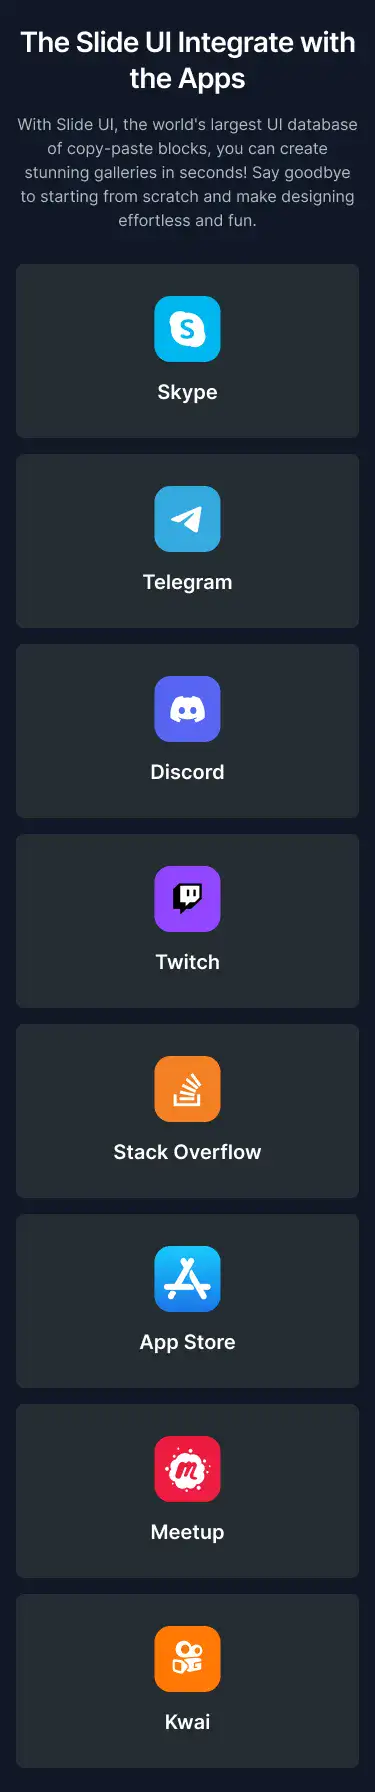 The Slide UI Integrate with
the Apps
With Slide UI, the world's largest UI database
of copy-paste blocks, you can create
stunning galleries in seconds! Say goodbye
to starting from scratch and make designing
effortless and fun.
Skype
Telegram
Discord
Twitch
Stack Overflow
App Store
Meetup
Kwai